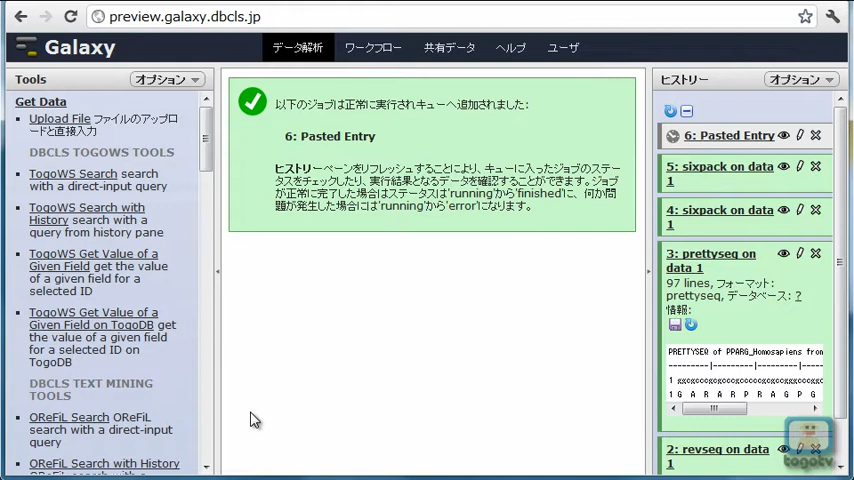 preview.galaxy.dbcls.jp
Galaxy
データ解析
ワークフロー
共有データ
ヘルプ
ユーザ
Tools
オプション
Get Data
Upload File ファイルのアップロ
ードと直接入力
DBCLS TOGOWS TOOLS
TogoWS Search search
with a direct-input query
TogoWS Search with
History search with a
query from history pane
TogoWS Get Value of a
Given Field get the value
of a given field for a
selected ID
TogoWS Get Value of a
Given Field on TogoDB get
the value of a given field
for a selected ID on
TogoDB
DBCLS TEXT MINING
TOOLS
OReFiL Search OReFiL
search with a direct-input
query
OReFiL Search with History
以下のジョブは正常に実行されキューへ追加されました:
6: Pasted Entry
ヒストリーペーンをリフレッシュすることにより、キューに入ったジョブのステー
タスをチェックしたり、実行結果となるデータを確認することができます。ジョブ
が正常に完了した場合はステータスは'running'から'finished'に、何か問
題が発生した場合には'running'から'error'になります。
ヒストリー
オプション
6: Pasted Entry
5: sixpack on data
1
4: sixpack on data
1
3: prettyseq on
data 1
97 lines, フォーマット:
prettyseq, データベース: ?
情報:
PRETTYSEQ of PPARG_Homosapiens from
---------|---------|---------|-----
1 G A R A R P R A G P G
2: revseq on data
1
togotv